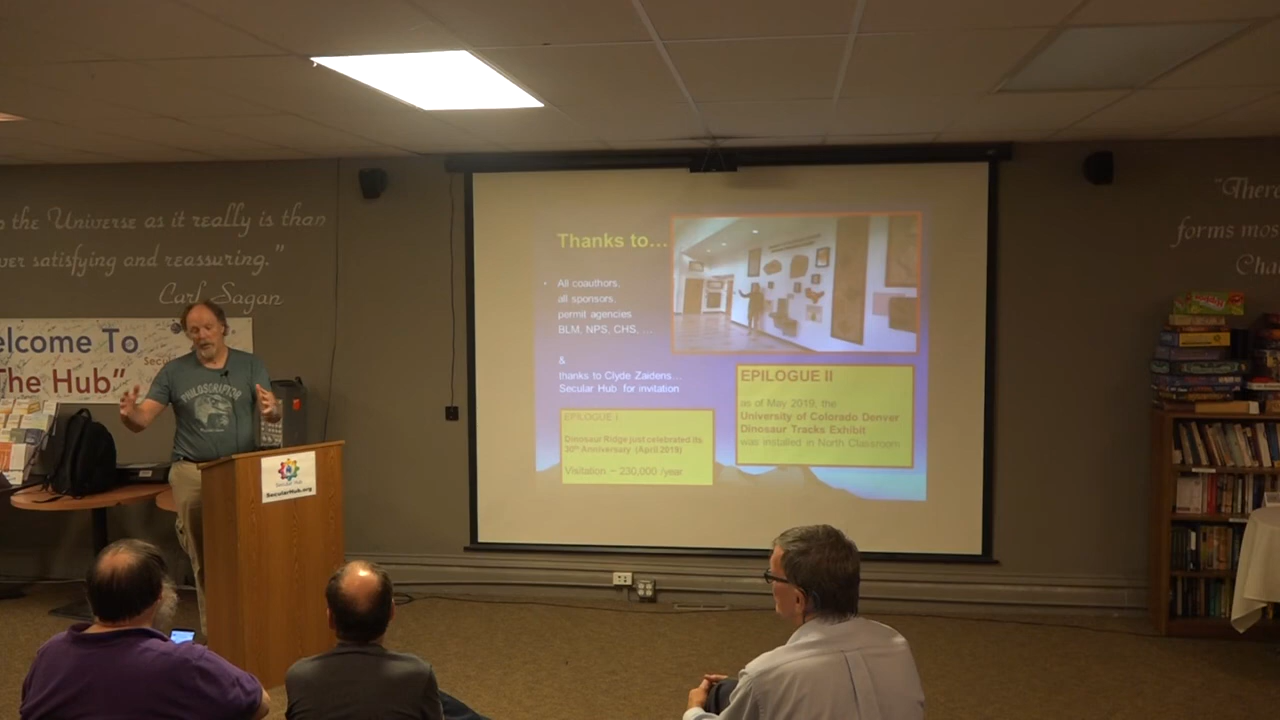 o the Universe as it really is than
ver satisfying and reassuring."
Carl Sagan
"There
forms mos
Cha
elcome To
The Hub"
PHILOSORAPTOR
Secular Hub
SecularHub.org
Thanks to...
All coauthors,
all sponsors,
permit agencies
BLM, NPS, CHS, ...
&
thanks to Clyde Zaidens...
Secular Hub for invitation
EPILOGUE I
Dinosaur Ridge just celebrated its
30th Anniversary (April 2019)
Visitation ~ 230,000 /year
EPILOGUE II
as of May 2019, the
University of Colorado Denver
Dinosaur Tracks Exhibit
was installed in North Classroom